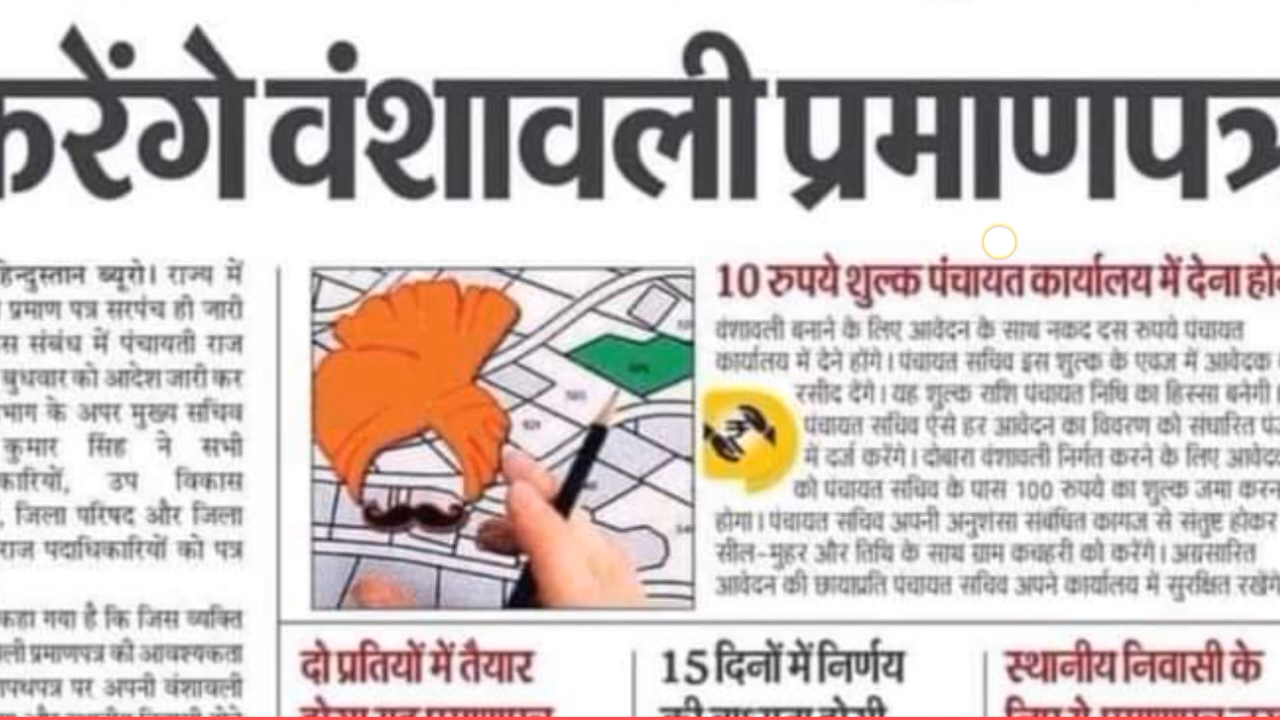 करेंगे वंशावली प्रमाणपत्र
हिन्दुस्तान ब्यूरो। राज्य में
प्रमाण पत्र सरपंच ही जारी
संबंध में पंचायती राज
बुधवार को आदेश जारी कर
के अपर मुख्य सचिव
कुमार सिंह ने सभी
उप विकास
जिला परिषद और जिला
राज पदाधिकारियों को पत्र
कहा गया है कि जिस व्यक्ति
प्रमाणपत्र की आवश्यकता
शपथपत्र पर अपनी वंशावली
10 रुपये शुल्क पंचायत कार्यालय में देना
वंशावली बनाने के लिए आवेदन के साथ नकद दस रुपये पंचायत
कार्यालय में देने होंगे। पंचायत सचिव इस शुल्क के एवज में आवेदक
रसीद देंगे। यह शुल्क राशि पंचायत निधि का हिस्सा बनेगी।
पंचायत सचिव ऐसे हर आवेदन का विवरण को संधारित
में दर्ज करेंगे। दोबारा वंशावली निर्गत करने के लिए
को पंचायत सचिव के पास 100 रुपये का शुल्क जमा
होगा। पंचायत सचिव अपनी अनुशंसा संबंधित कागज से संतुष्ट होकर
सील-मुहर और तिथि के साथ ग्राम कचहरी को करेंगे। अग्रसारित
आवेदन की छायाप्रति पंचायत सचिव अपने कार्यालय में सुरक्षित रखेंगे
दो प्रतियों में तैयार
15 दिनों में निर्णय
स्थानीय निवासी के